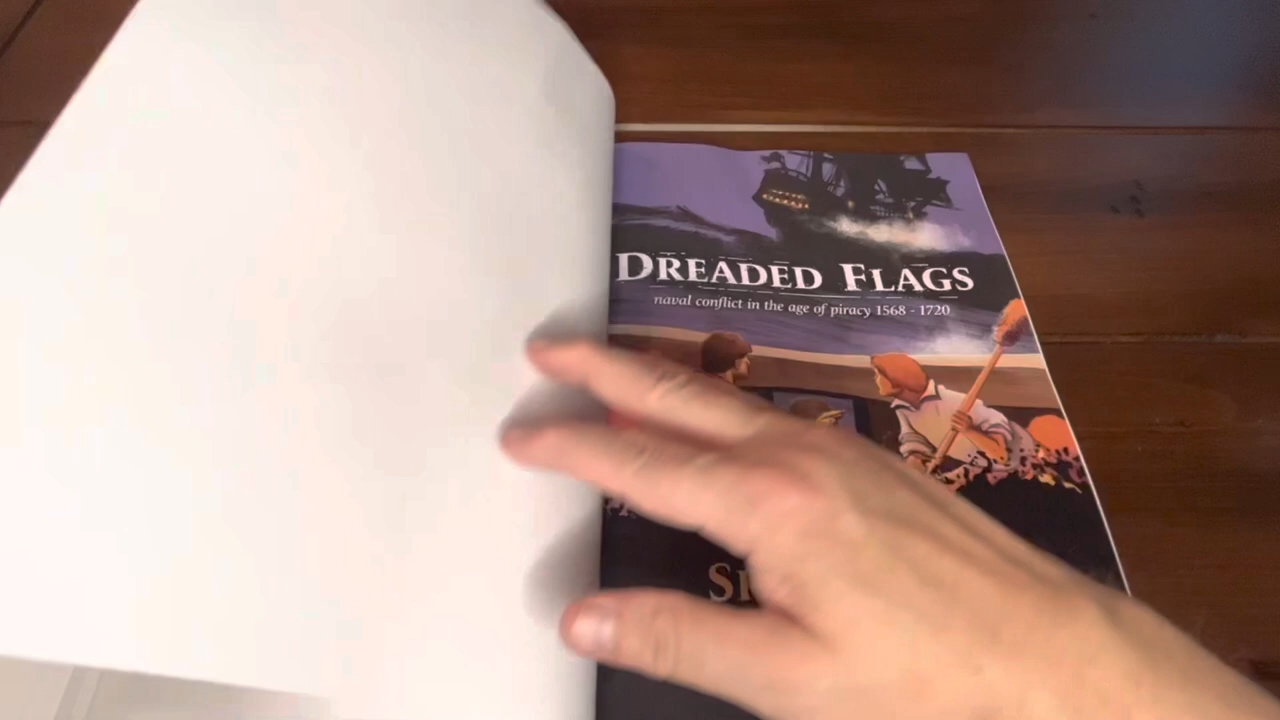 DREADED FLAGS
naval conflict in the age of piracy 1568 - 1720